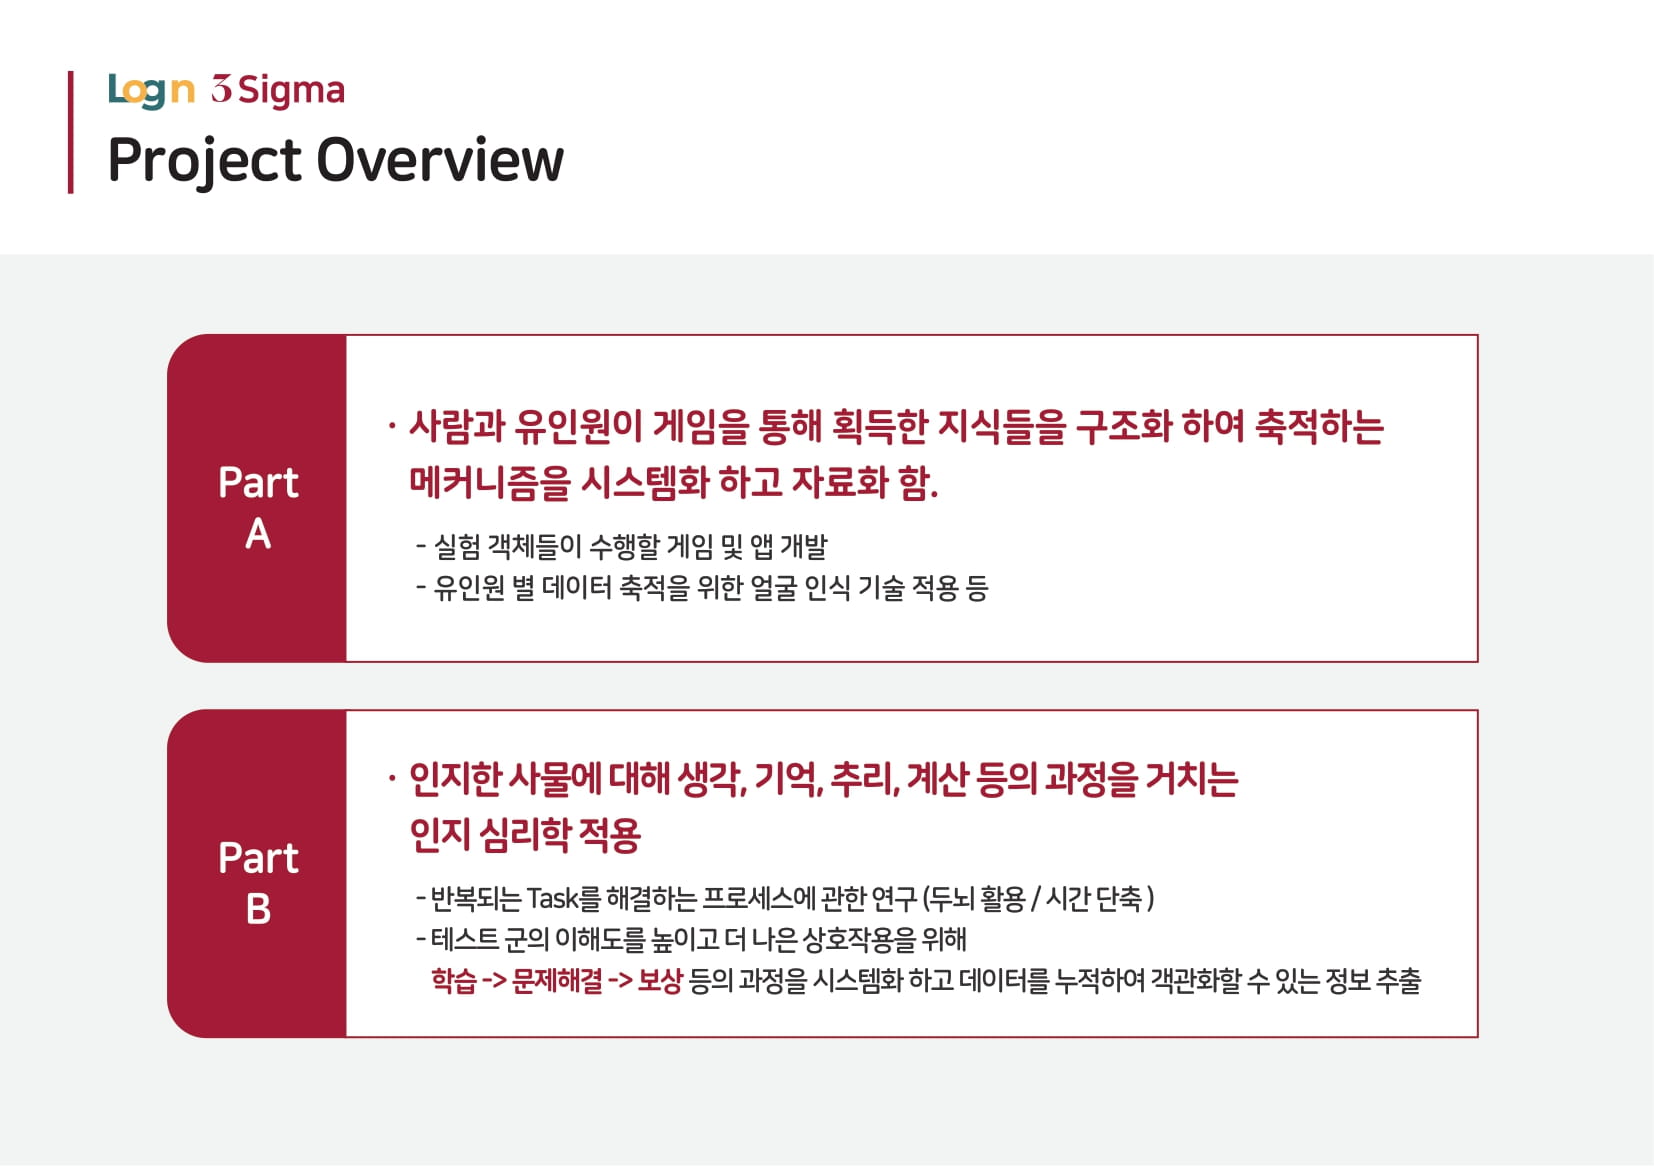 Logn 3 Sigma
Project Overview
Part
A
· 사람과 유인원이 게임을 통해 획득한 지식들을 구조화 하여 축적하는
메커니즘을 시스템화 하고 자료화 함.
- 실험 객체들이 수행할 게임 및 앱 개발
- 유인원 별 데이터 축적을 위한 얼굴 인식 기술 적용 등
Part
B
· 인지한 사물에 대해 생각, 기억, 추리, 계산 등의 과정을 거치는
인지 심리학 적용
- 반복되는 Task를 해결하는 프로세스에 관한 연구 (두뇌 활용 / 시간 단축 )
- 테스트 군의 이해도를 높이고 더 나은 상호작용을 위해
학습 -> 문제해결 -> 보상 등의 과정을 시스템화 하고 데이터를 누적하여 객관화할 수 있는 정보 추출